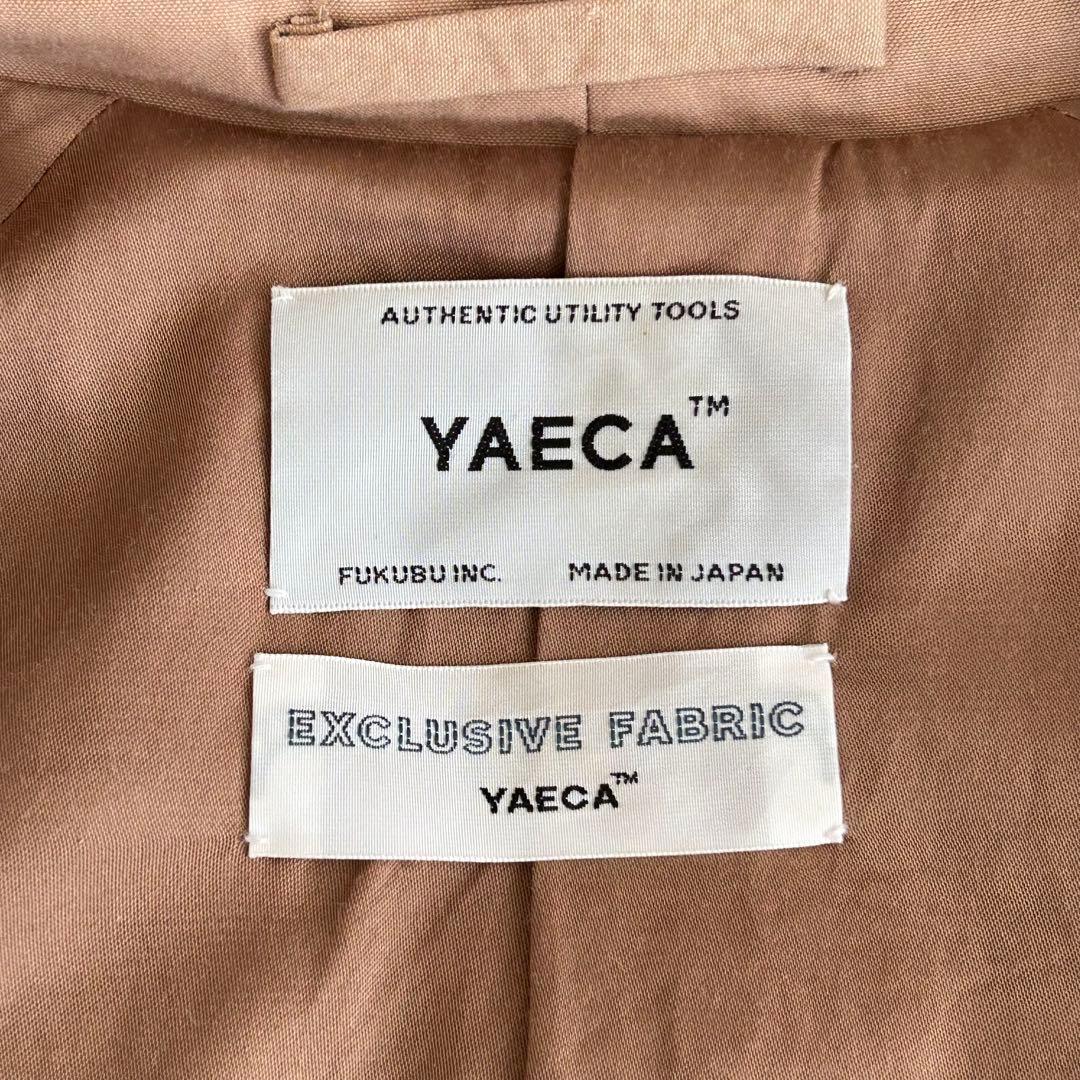 AUTHENTIC UTILITY TOOLS
YAECA™
FUKUBU INC. MADE IN JAPAN
EXCLUSIVE FABRIC
YAECA™